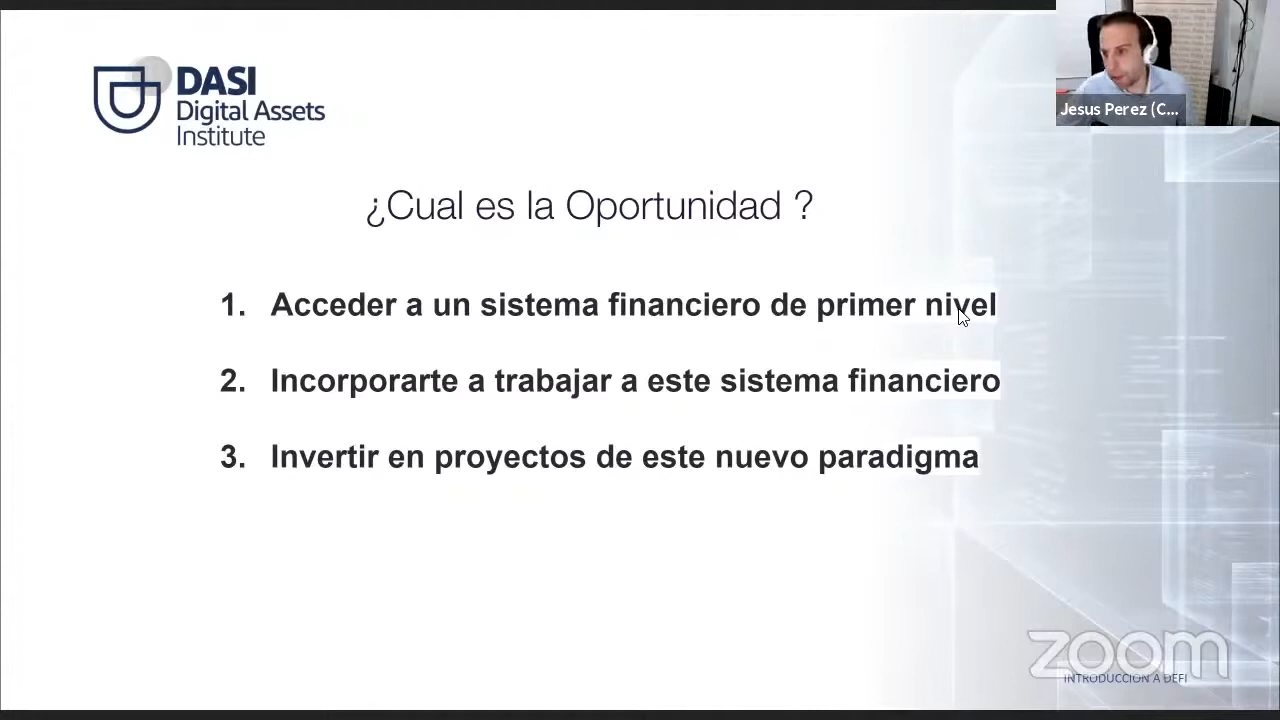 DASI
Digital Assets
Institute
Jesus Perez (C...
¿Cual es la Oportunidad ?
1. Acceder a un sistema financiero de primer nivel
2. Incorporarte a trabajar a este sistema financiero
3. Invertir en proyectos de este nuevo paradigma
zoom
INTRODUCCION A DEFI